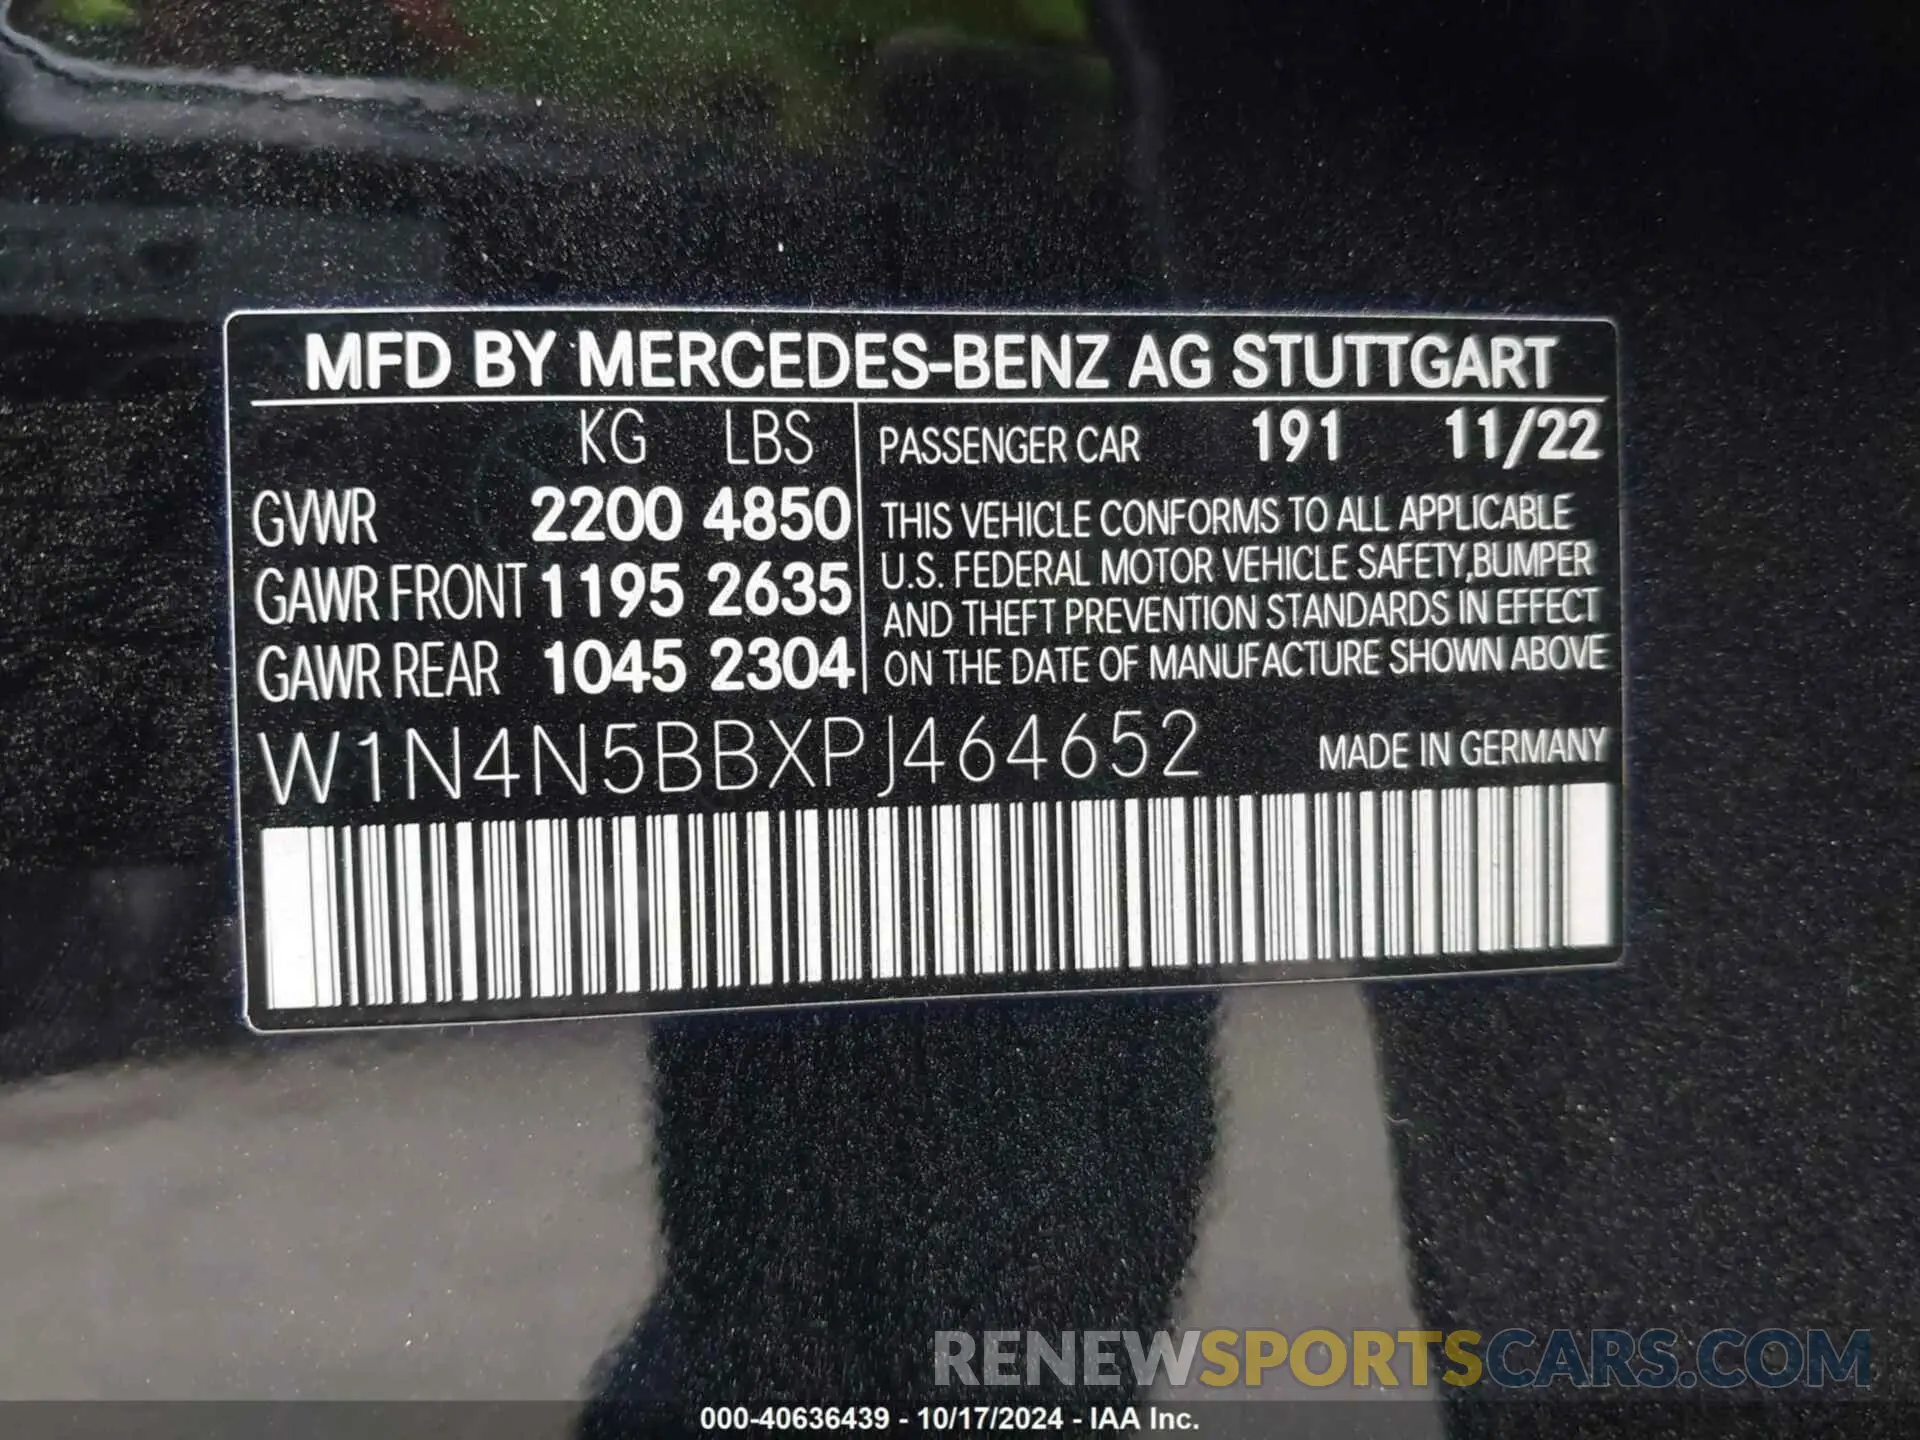 MFD BY MERCEDES-BENZ AG STUTTGART
KG LBS
GVWR 2200 4850
GAWR FRONT 1195 2635
GAWR REAR 1045 2304
PASSENGER CAR 191 11/22
THIS VEHICLE CONFORMS TO ALL APPLICABLE
U.S. FEDERAL MOTOR VEHICLE SAFETY,BUMPER
AND THEFT PREVENTION STANDARDS IN EFFECT
ON THE DATE OF MANUFACTURE SHOWN ABOVE
W1N4N5BBXPJ464652 MADE IN GERMANY
RENEWSPORTSCARS.COM
000-40636439 - 10/17/2024 - IAA Inc.